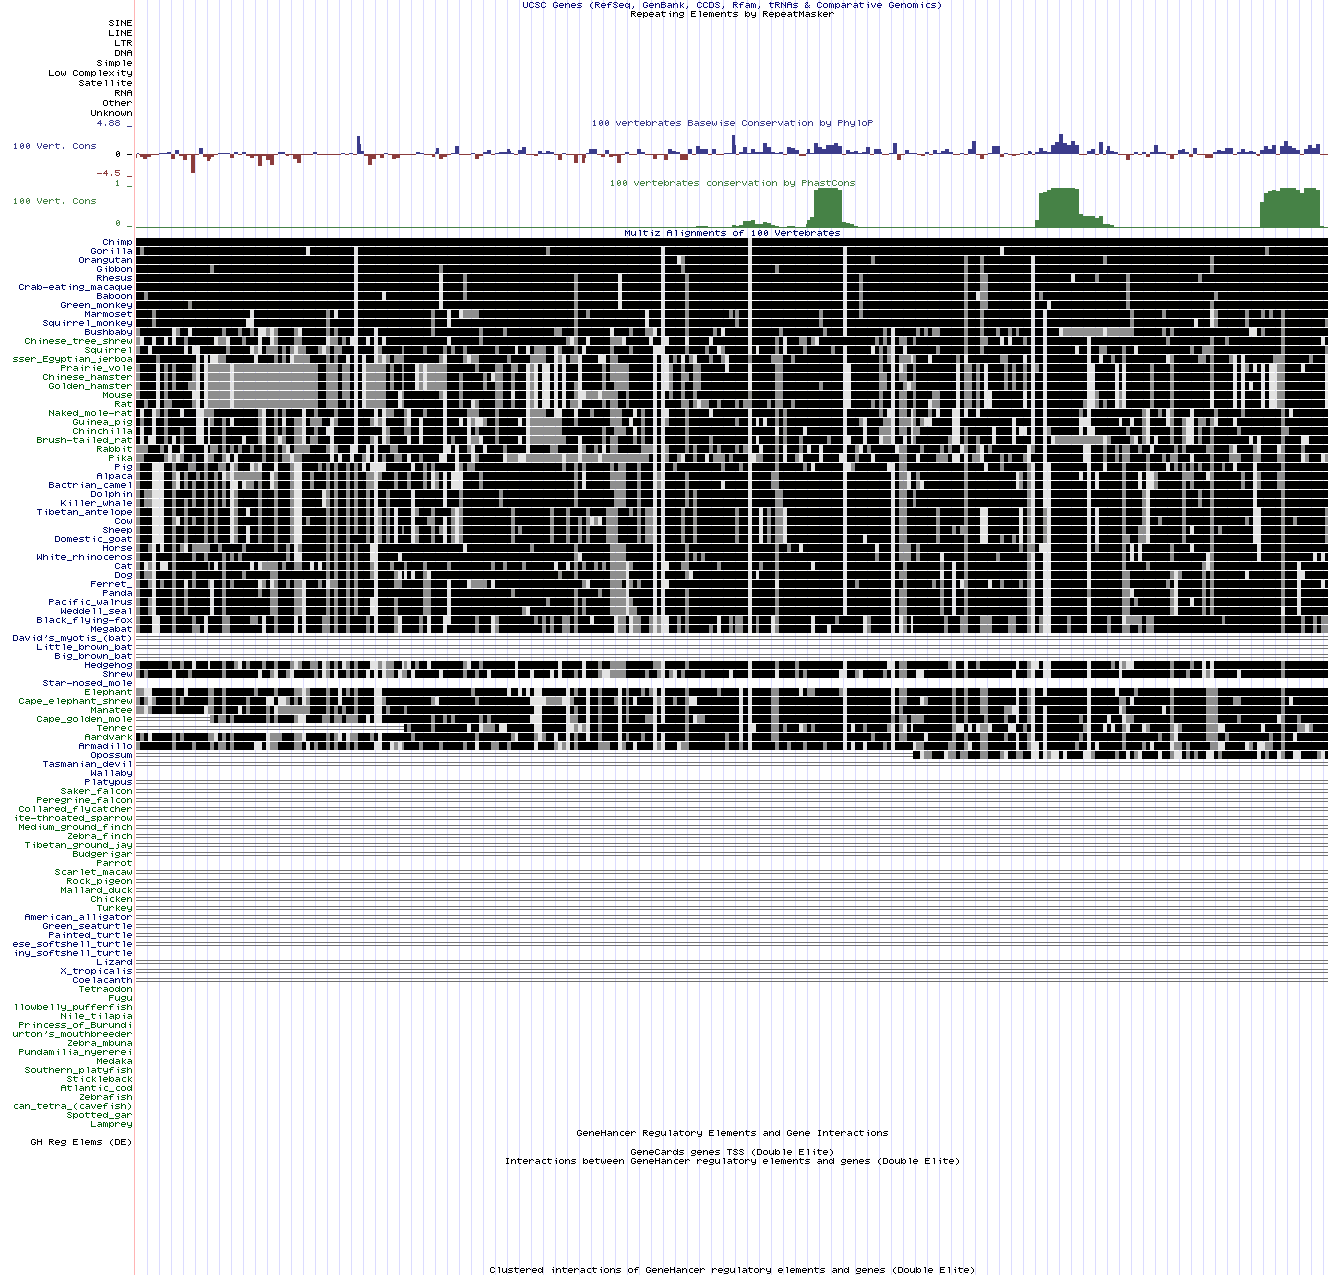 UCSC Genes (RefSeq, GenBank, CCDS, Rfam, tRNAs & Comparative Genomics)
Repeating Elements by RepeatMasker
SINE
LINE
LTR
DNA
Simple
Low Complexity
Satellite
RNA
Other
Unknown
100 vertebrates Basewise Conservation by PhyloP
4.88 _
100 Vert. Cons
0 -
-4.5 _
100 vertebrates conservation by PhastCons
1 _
100 Vert. Cons
0 _
Multiz Alignments of 100 Vertebrates
Chimp
Gorilla
Orangutan
Gibbon
Rhesus
Crab-eating_macaque
Baboon
Green_monkey
Marmoset
Squirrel_monkey
Bushbaby
Chinese_tree_shrew
Squirrel
sser_Egyptian_jerboa
Prairie_vole
Chinese_hamster
Golden_hamster
Mouse
Rat
Naked_mole-rat
Guinea_pig
Chinchilla
Brush-tailed_rat
Rabbit
Pika
Pig
Alpaca
Bactrian_camel
Dolphin
Killer_whale
Tibetan_antelope
Cow
Sheep
Domestic_goat
Horse
White_rhinoceros
Cat
Dog
Ferret_
Panda
Pacific_walrus
Weddell_seal
Black_flying-fox
Megabat
David's_myotis_(bat)
Little_brown_bat
Big_brown_bat
Hedgehog
Shrew
Star-nosed_mole
Elephant
Cape_elephant_shrew
Manatee
Cape_golden_mole
Tenrec
Aardvark
Armadillo
Opossum
Tasmanian_devil
Wallaby
Platypus
Saker_falcon
Peregrine_falcon
Collared_flycatcher
ite-throated_sparrow
Medium_ground_finch
Zebra_finch
Tibetan_ground_jay
Budgerigar
Parrot
Scarlet_macaw
Rock_pigeon
Mallard_duck
Chicken
Turkey
American_alligator
Green_seaturtle
Painted_turtle
ese_softshell_turtle
iny_softshell_turtle
Lizard
X_tropicalis
Coelacanth
Tetraodon
Fugu
llowbelly_pufferfish
Nile_tilapia
Princess_of_Burundi
urton's_mouthbreeder
Zebra_mbuna
Pundamilia_nyererei
Medaka
Southern_platyfish
Stickleback
Atlantic_cod
Zebrafish
can_tetra_(cavefish)
Spotted_gar
Lamprey
GeneHancer Regulatory Elements and Gene Interactions
GH Reg Elems (DE)
GeneCards genes TSS (Double Elite)
Interactions between GeneHancer regulatory elements and genes (Double Elite)
Clustered interactions of GeneHancer regulatory elements and genes (Double Elite)